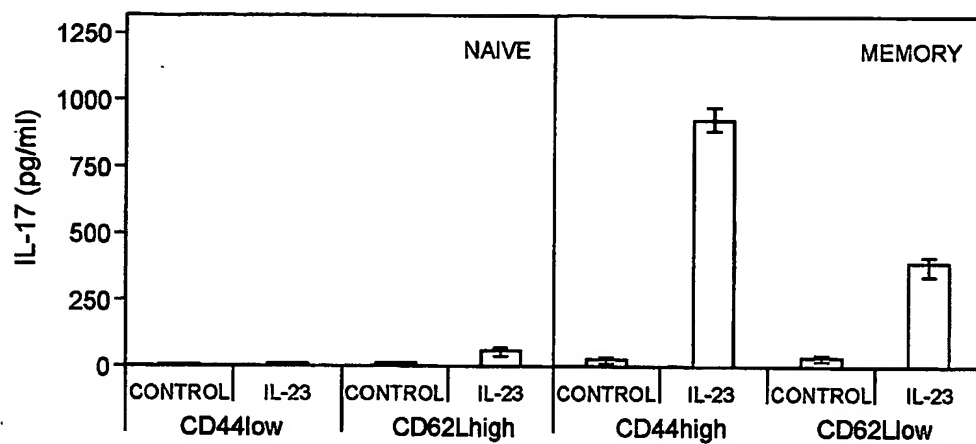 1250
NAIVE
MEMORY
1000
750
500
250
0
IL-17 (pg/ml)
CONTROL IL-23 CONTROL IL-23 CONTROL IL-23 CONTROL IL-23
CD44low CD62Lhigh CD44high CD62Llow